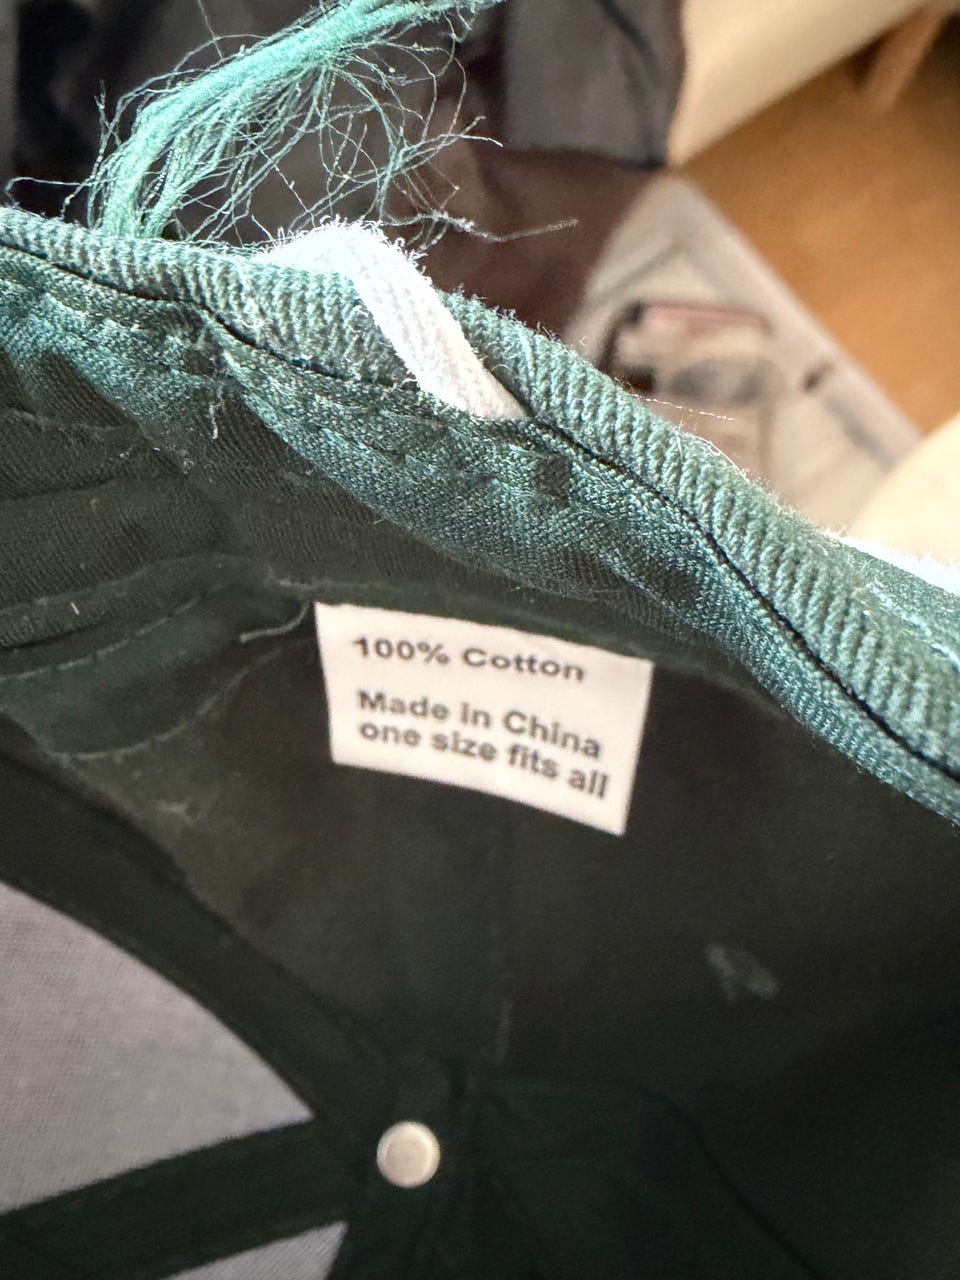 100% Cotton
Made in China
one size fits all